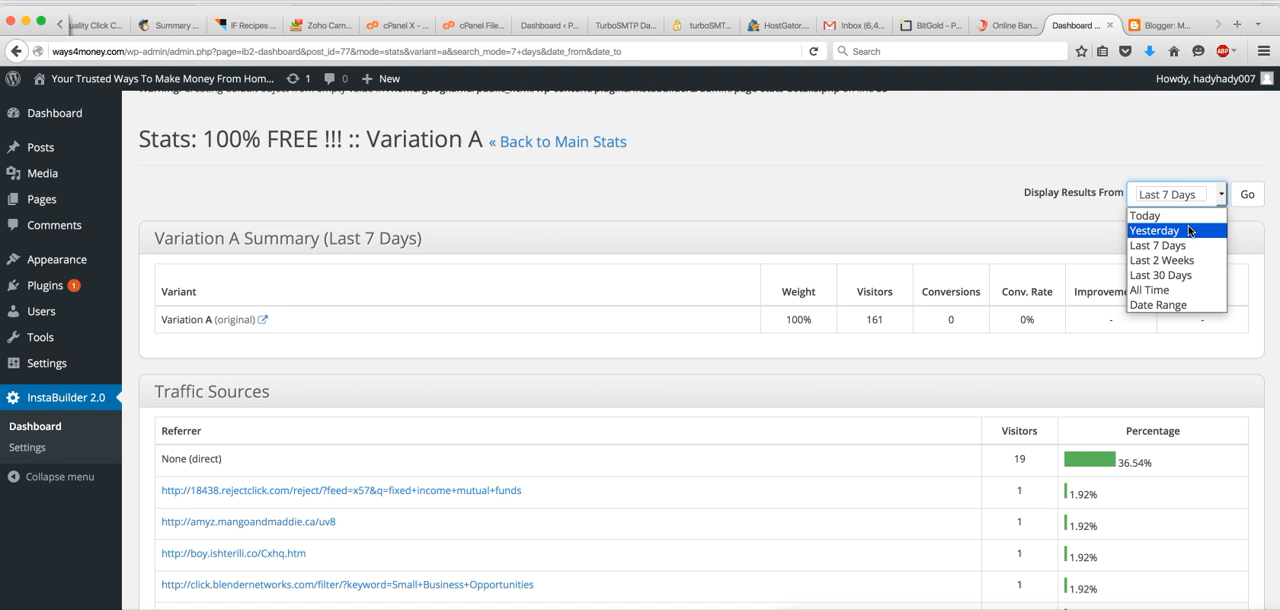 uality Click C...
Summary ...
IF Recipes ...
Zoho Cam...
cPanel X - ...
cPanel File...
Dashboard ‹ P...
TurboSMTP Da...
turboSMT...
HostGator....
Inbox (6,4...
BitGold – P...
Online Ban...
Dashboard ...
Blogger: M...
ways4money.com/wp-admin/admin.php?page=ib2-dashboard&post_id=77&mode=stats&variant=a&search_mode=7+days&date_from&date_to
Search
ABP
Your Trusted Ways To Make Money From Hom...
1
0
New
Howdy, hadyhady007
Dashboard
Posts
Media
Pages
Comments
Appearance
Plugins 1
Users
Tools
Settings
InstaBuilder 2.0
Dashboard
Settings
Collapse menu
Stats: 100% FREE !!! :: Variation A « Back to Main Stats
Display Results From Last 7 Days Go
Today
Yesterday
Last 7 Days
Last 2 Weeks
Last 30 Days
All Time
Date Range
Variation A Summary (Last 7 Days)
Variant Weight Visitors Conversions Conv. Rate Improveme
Variation A (original) 100% 161 0 0% - -
Traffic Sources
Referrer Visitors Percentage
None (direct) 19 36.54%
http://18438.rejectclick.com/reject/?feed=x57&q=fixed+income+mutual+funds 1 1.92%
http://amyz.mangoandmaddie.ca/uv8 1 1.92%
http://boy.ishterili.co/Cxhq.htm 1 1.92%
http://click.blendernetworks.com/filter/?keyword=Small+Business+Opportunities 1 1.92%